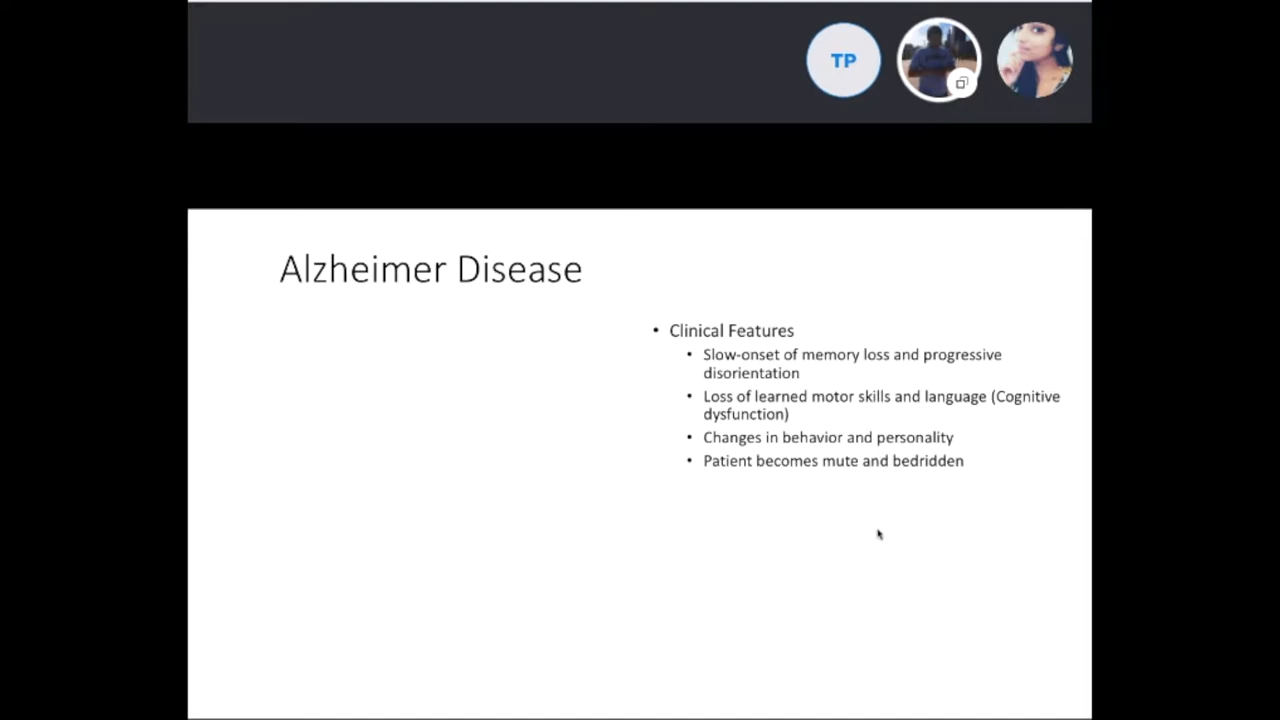 TP
Alzheimer Disease
• Clinical Features
• Slow-onset of memory loss and progressive
disorientation
• Loss of learned motor skills and language (Cognitive
dysfunction)
• Changes in behavior and personality
• Patient becomes mute and bedridden